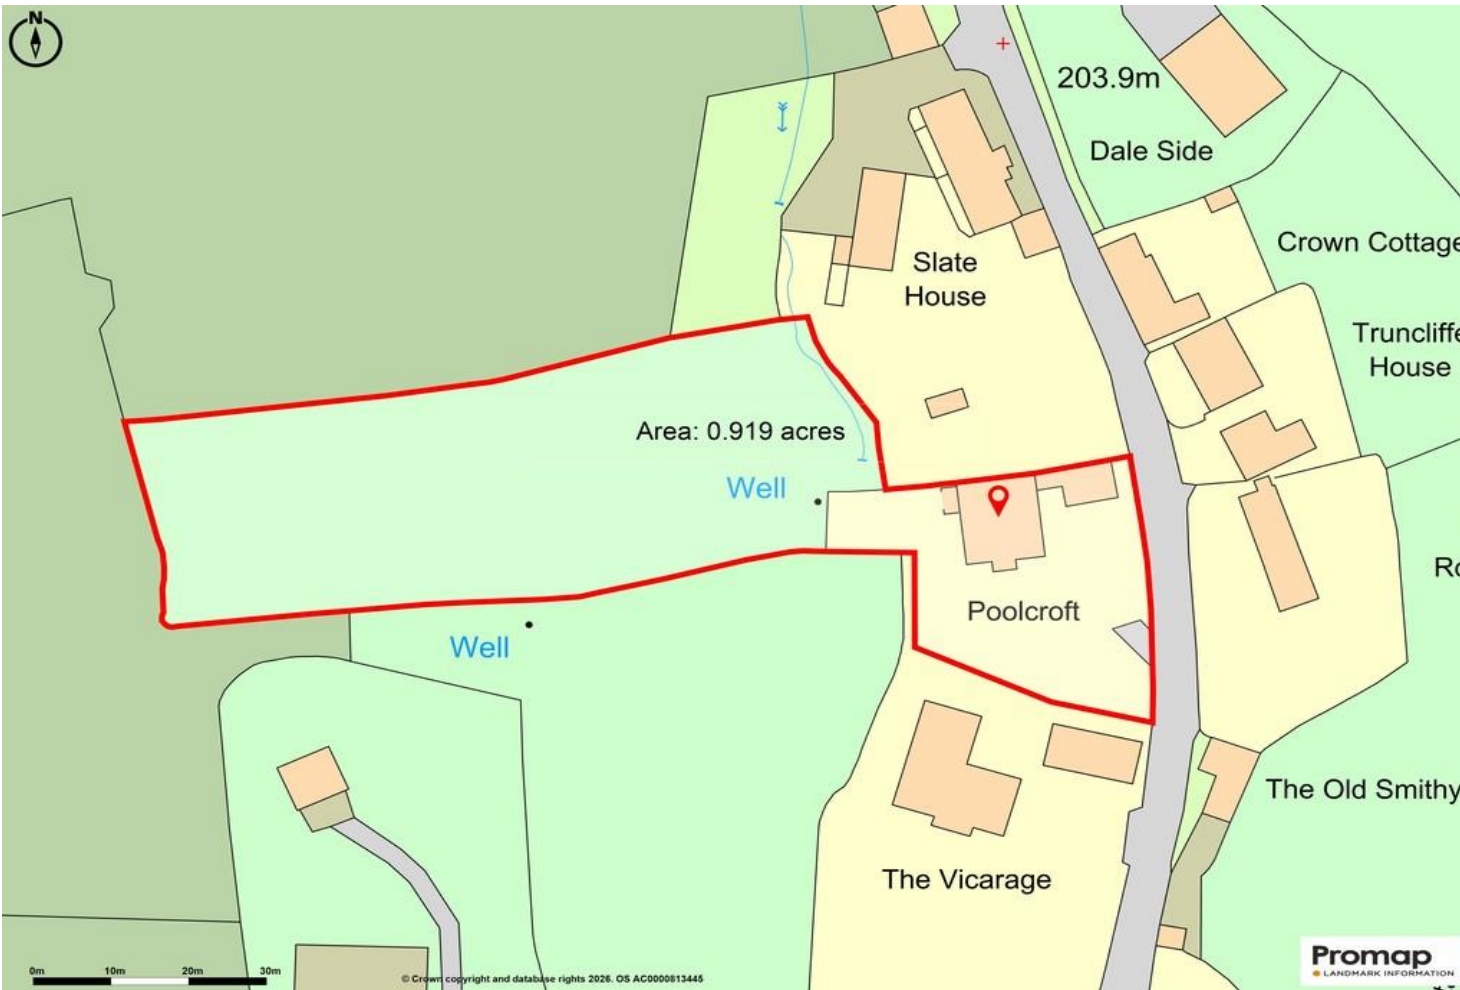 N
203.9m
Dale Side
Crown Cottage
Slate
House
Truncliffe
House
Area: 0.919 acres
Well
Poolcroft
Well
The Old Smithy
The Vicarage
0m 10m 20m 30m
© Crown copyright and database rights 2026. OS AC0000813445
Promap
LANDMARK INFORMATION